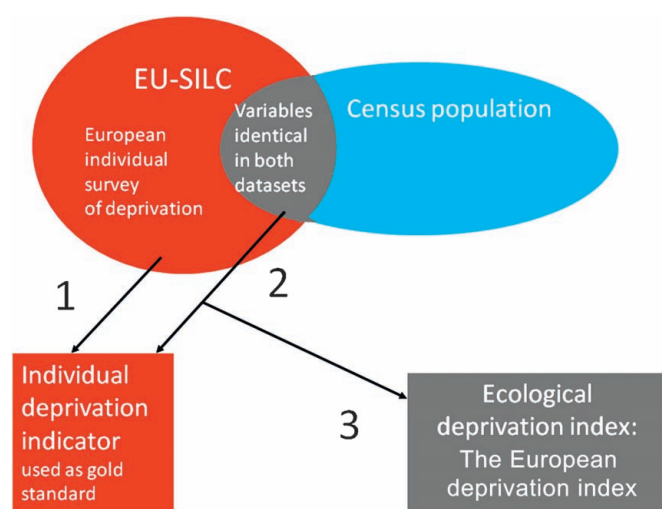 EU-SILC
European
individual
survey
of deprivation
Variables
identical
in both
datasets
Census population
1
2
3
Individual
deprivation
indicator
used as gold
standard
Ecological
deprivation index:
The European
deprivation index